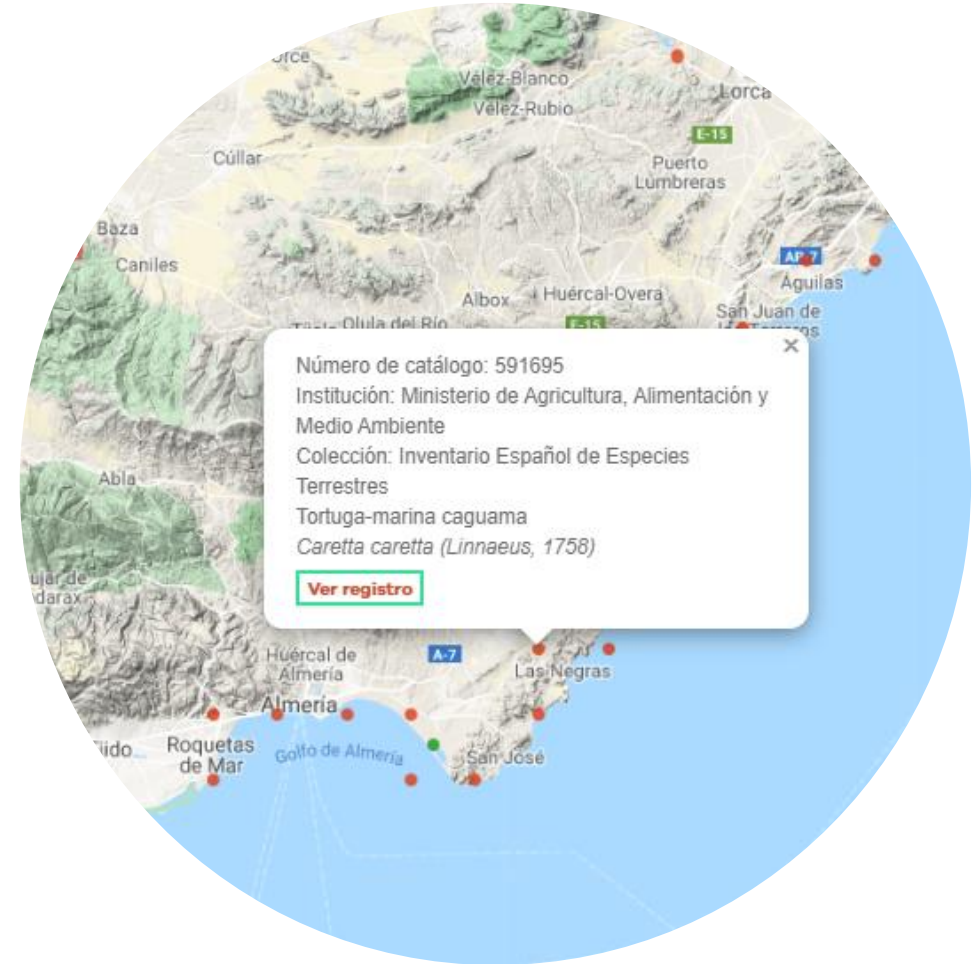 Vélez-Blanco
Vélez-Rubio
Lorca
E-15
Cúllar
Puerto
Lumbreras
Baza
Caniles
Águilas
Albox
Huércal-Overa
San Juan de
Olula del Río
E-15
Número de catálogo: 591695
Institución: Ministerio de Agricultura, Alimentación y
Medio Ambiente
Colección: Inventario Español de Especies
Terrestres
Tortuga-marina caguama
Caretta caretta (Linnaeus, 1758)
Ver registro
×
Abla
A-7
Huércal de
Almería
Las Negras
Almería
Roquetas
de Mar
Golfo de Almería
San José